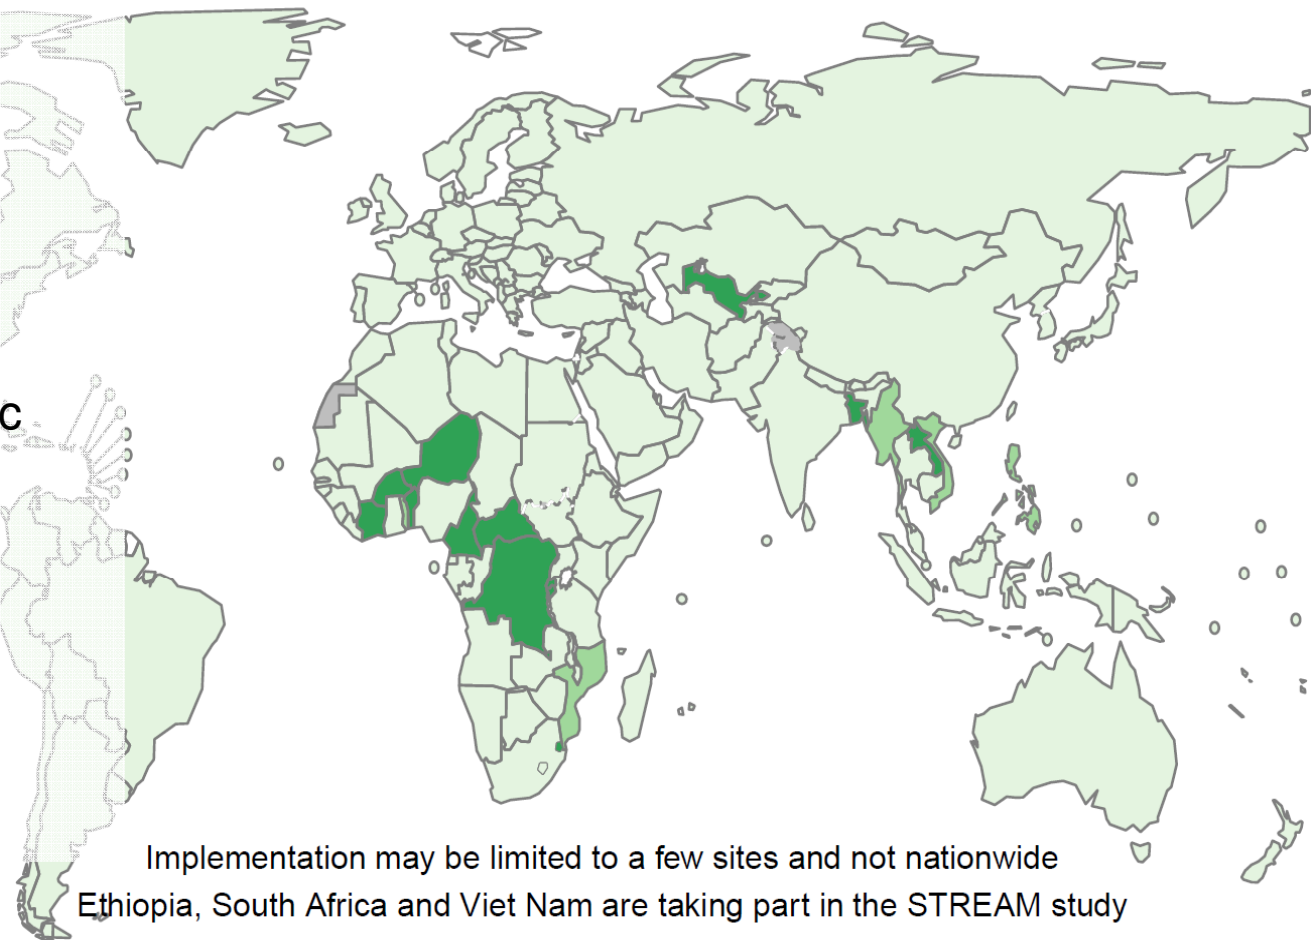 c
Implementation may be limited to a few sites and not nationwide
Ethiopia, South Africa and Viet Nam are taking part in the STREAM study